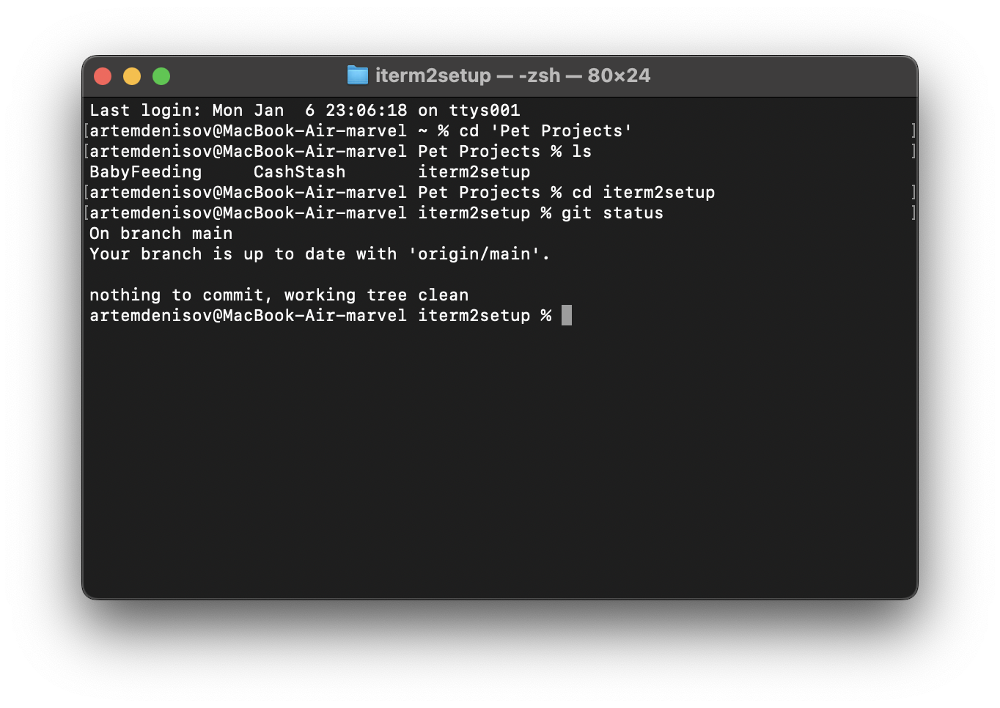 iterm2setup — -zsh — 80×24
Last login: Mon Jan  6 23:06:18 on ttys001
[artemdenisov@MacBook-Air-marvel ~ % cd 'Pet Projects' ]
[artemdenisov@MacBook-Air-marvel Pet Projects % ls ]
BabyFeeding     CashStash       iterm2setup
[artemdenisov@MacBook-Air-marvel Pet Projects % cd iterm2setup ]
[artemdenisov@MacBook-Air-marvel iterm2setup % git status ]
On branch main
Your branch is up to date with 'origin/main'.
nothing to commit, working tree clean
artemdenisov@MacBook-Air-marvel iterm2setup %